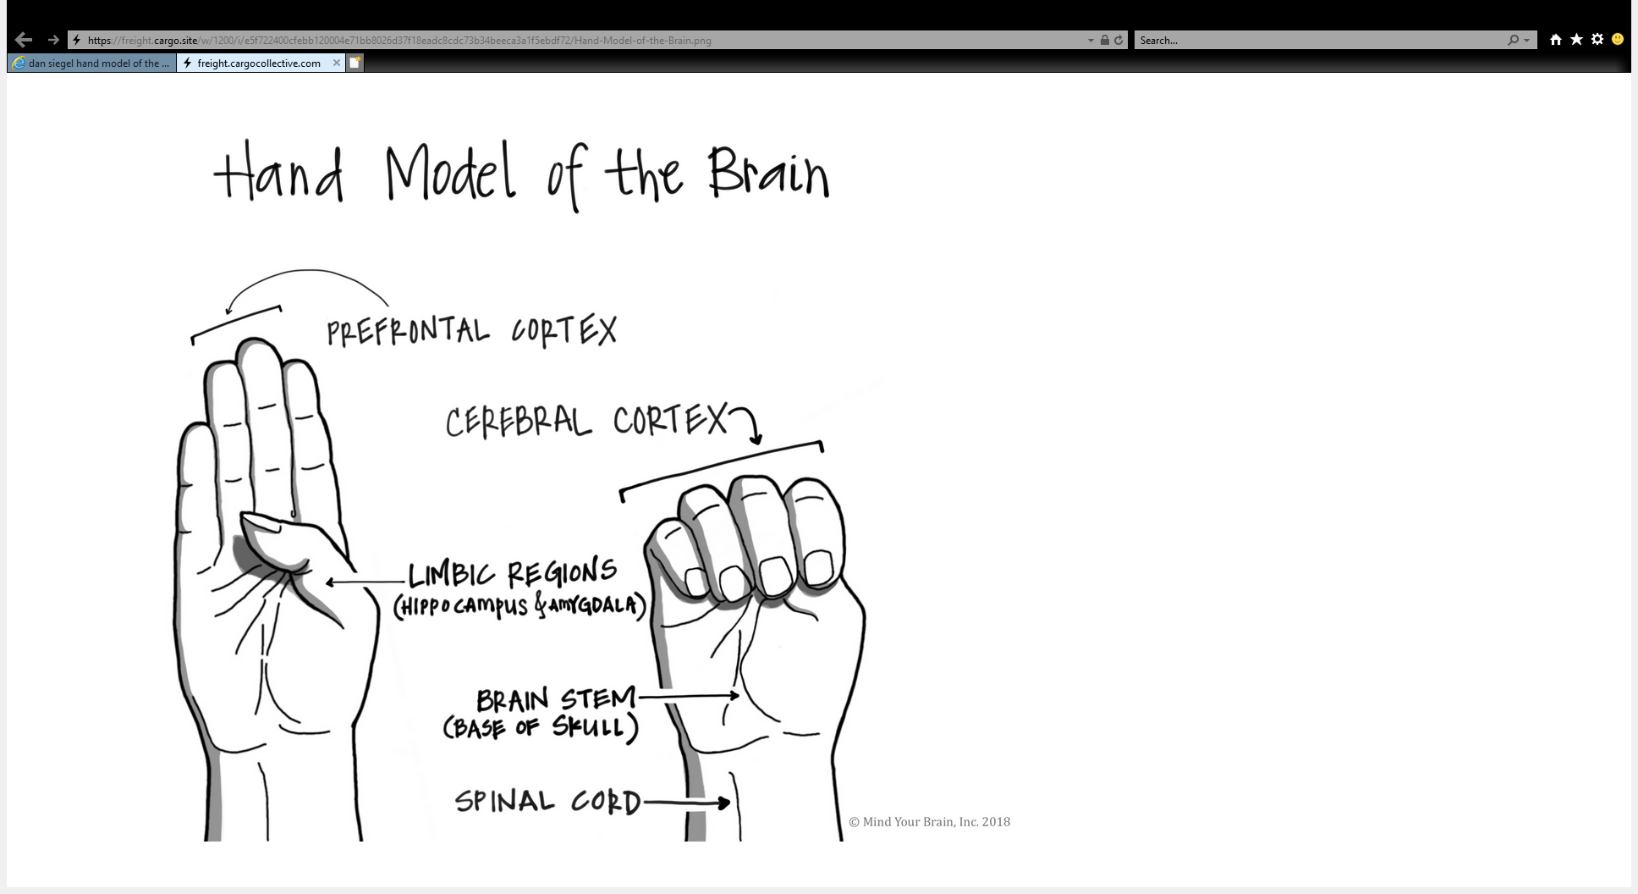 https://freight.cargo.site/w/1200/i/e5f722400cfebb120004e71bb8026d37f18eadc8cdc73b34beeca3a1f5ebdf72/Hand-Model-of-the-Brain.png
Search...
dan siegel hand model of the ...
freight.cargocollective.com
Hand Model of the Brain
PREFRONTAL CORTEX
CEREBRAL CORTEX
LIMBIC REGIONS
(HIPPOCAMPUS & AMYGDALA)
BRAIN STEM
(BASE OF SKULL)
SPINAL CORD
© Mind Your Brain, Inc. 2018